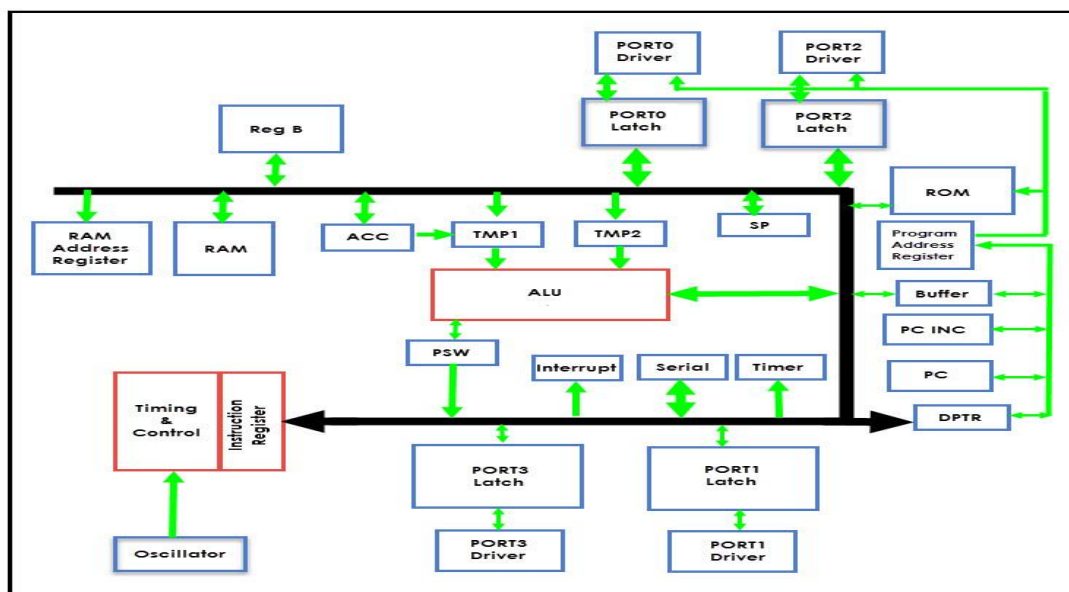 PORT0
Driver
PORT2
Driver
Reg B
PORT0
Latch
PORT2
Latch
ROM
RAM
Address
Register
RAM
ACC
TMP1
TMP2
SP
Program
Address
Register
ALU
Buffer
PSW
PC INC
Interrupt
Serial
Timer
PC
Timing
&
Control
Instruction
Register
DPTR
PORT3
Latch
PORT1
Latch
Oscillator
PORT3
Driver
PORT1
Driver